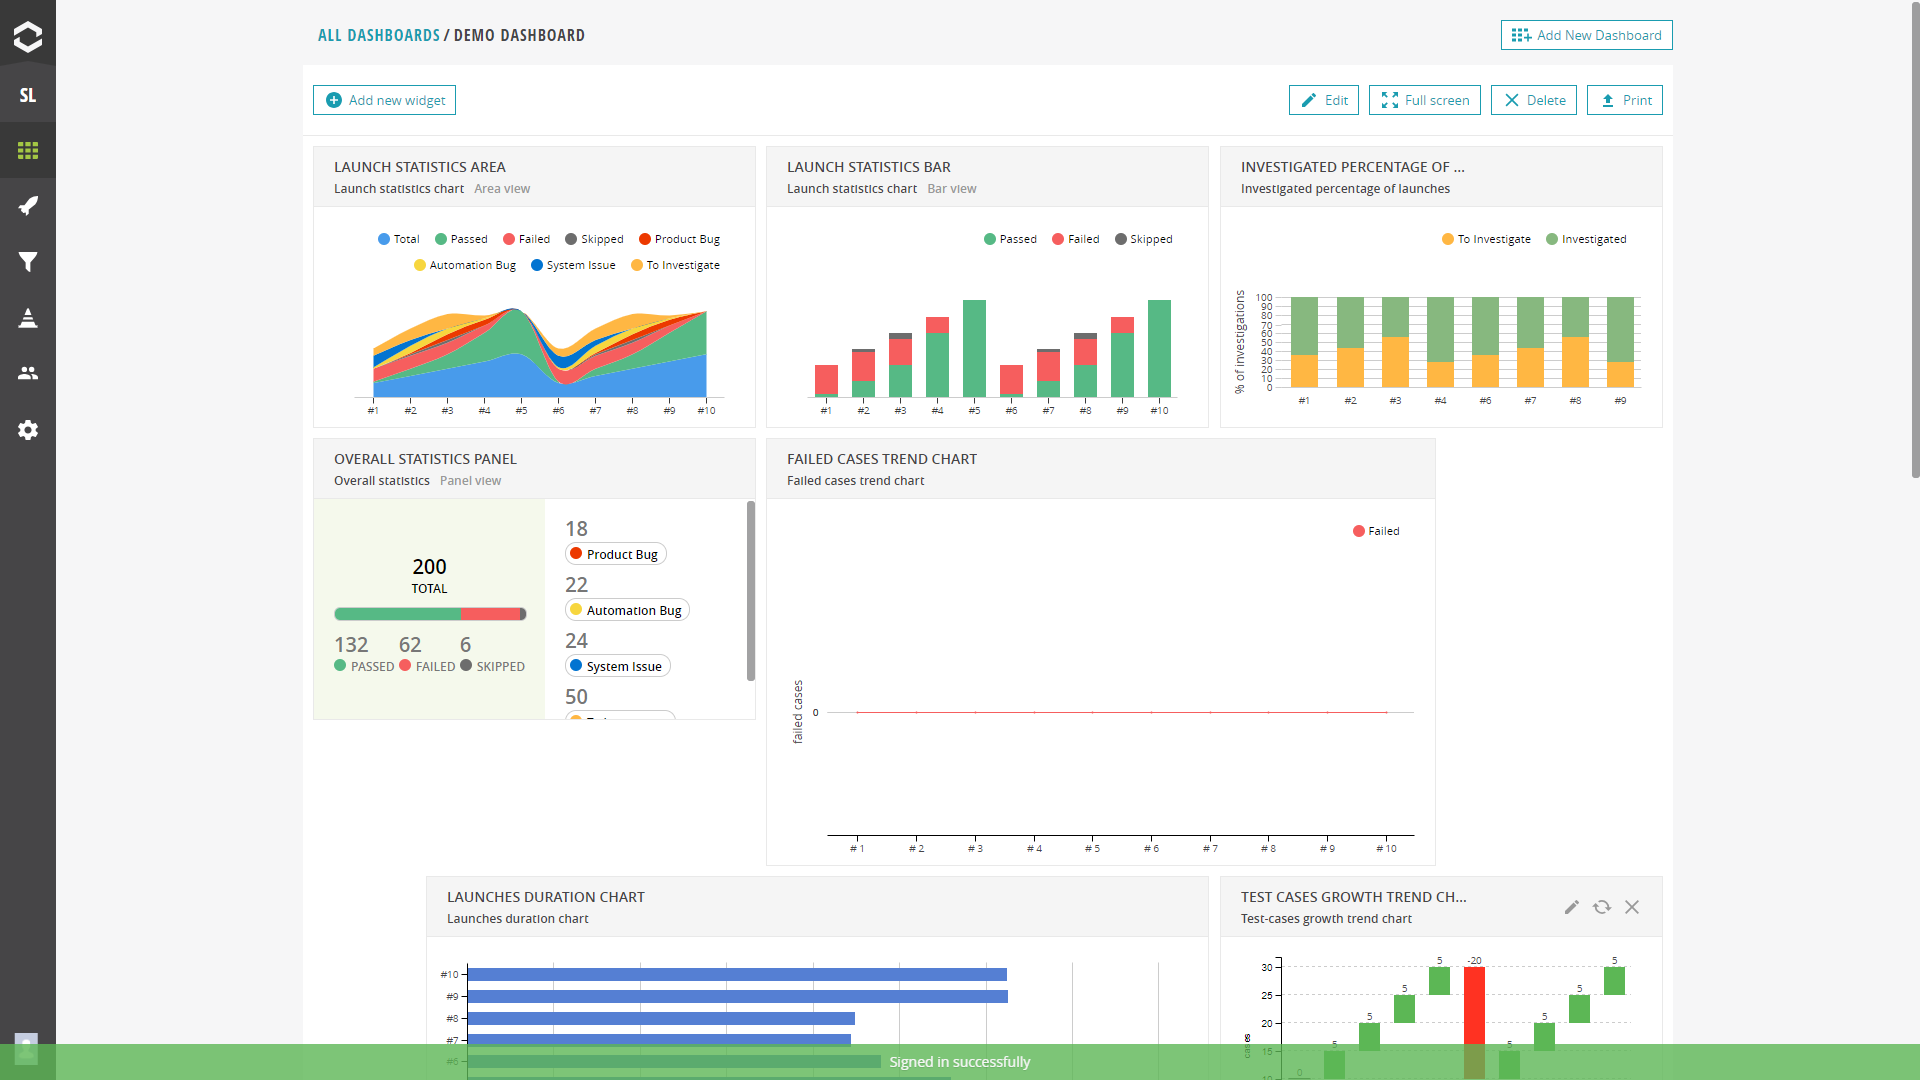 ALL DASHBOARDS / DEMO DASHBOARD
Add New Dashboard
SL
Add new widget
Edit
Full screen
Delete
Print
LAUNCH STATISTICS AREA
Launch statistics chart Area view
Total Passed Failed Skipped Product Bug
Automation Bug System Issue To Investigate
#1 #2 #3 #4 #5 #6 #7 #8 #9 #10
LAUNCH STATISTICS BAR
Launch statistics chart Bar view
Passed Failed Skipped
#1 #2 #3 #4 #5 #6 #7 #8 #9 #10
INVESTIGATED PERCENTAGE OF ...
Investigated percentage of launches
To Investigate Investigated
% of investigations
100
90
80
70
60
50
40
30
20
10
0
#1 #2 #3 #4 #6 #7 #8 #9
OVERALL STATISTICS PANEL
Overall statistics Panel view
200
TOTAL
132 62 6
PASSED FAILED SKIPPED
18
Product Bug
22
Automation Bug
24
System Issue
50
FAILED CASES TREND CHART
Failed cases trend chart
Failed
failed cases
0
# 1 # 2 # 3 # 4 # 5 # 6 # 7 # 8 # 9 # 10
LAUNCHES DURATION CHART
Launches duration chart
#10
#9
#8
#7
#6
TEST CASES GROWTH TREND CH...
Test-cases growth trend chart
cases
30
25
20
15
10
0 5 5 5 5 -20 5 5 5 5
Signed in successfully